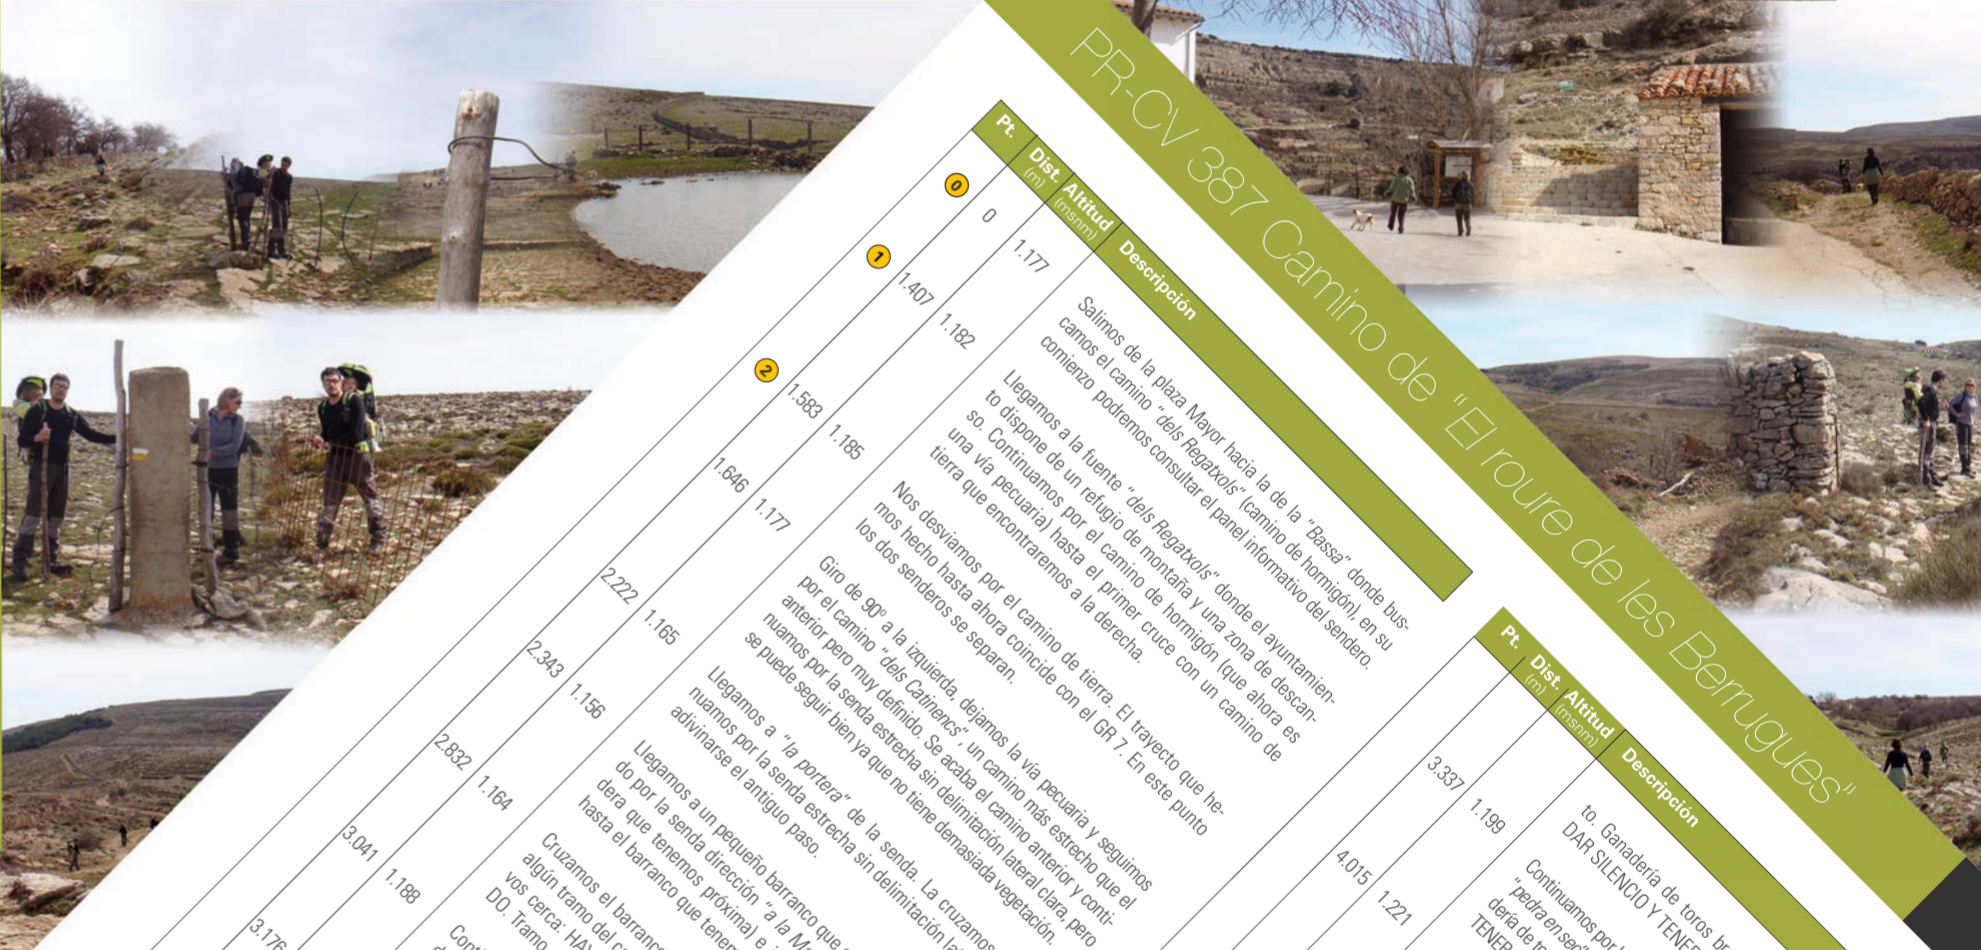 PR-CV 387 Camino de "El roure de les Berrugues"
Pt.
Dist. (m)
Altitud (msnm)
Descripción
0
0
1.177
Salimos de la plaza Mayor hacia la de la "Bassa" donde bus-
camos el camino "dels Regatxols" (camino de hormigón), en su
comienzo podremos consultar el panel informativo del sendero.
1
1.407
1.182
Llegamos a la fuente "dels Regatxols" donde el ayuntamien-
to dispone de un refugio de montaña y una zona de descan-
so. Continuamos por el camino de hormigón (que ahora es
una vía pecuaria) hasta el primer cruce con un camino de
tierra que encontraremos a la derecha.
2
1.583
1.185
Nos desviamos por el camino de tierra. El trayecto que he-
mos hecho hasta ahora coincide con el GR 7. En este punto
los dos senderos se separan.
1.646
1.177
Giro de 90º a la izquierda, dejamos la vía pecuaria y seguimos
por el camino "dels Catinencs", un camino más estrecho que el
anterior pero muy definido. Se acaba el camino anterior y conti-
nuamos por la senda estrecha sin delimitación lateral clara, pero
se puede seguir bien ya que no tiene demasiada vegetación.
2.222
1.165
Llegamos a "la portera" de la senda. La cruzamos
nuamos por la senda estrecha sin delimitación
adivinarse el antiguo paso.
2.343
1.156
Llegamos a un pequeño barranco que
do por la senda dirección "a la
dera que tenemos próxima) e
hasta el barranco que
2.832
1.164
Cruzamos el
algún tramo del
vos cerca:
DO. Tramo
3.041
1.188
3.176
Pt.
Dist. (m)
Altitud (msnm)
Descripción
3.337
1.199
to. Ganadería de toros
DAR SILENCIO Y
4.015
1.221
Continuamos por
"pedra en sec"